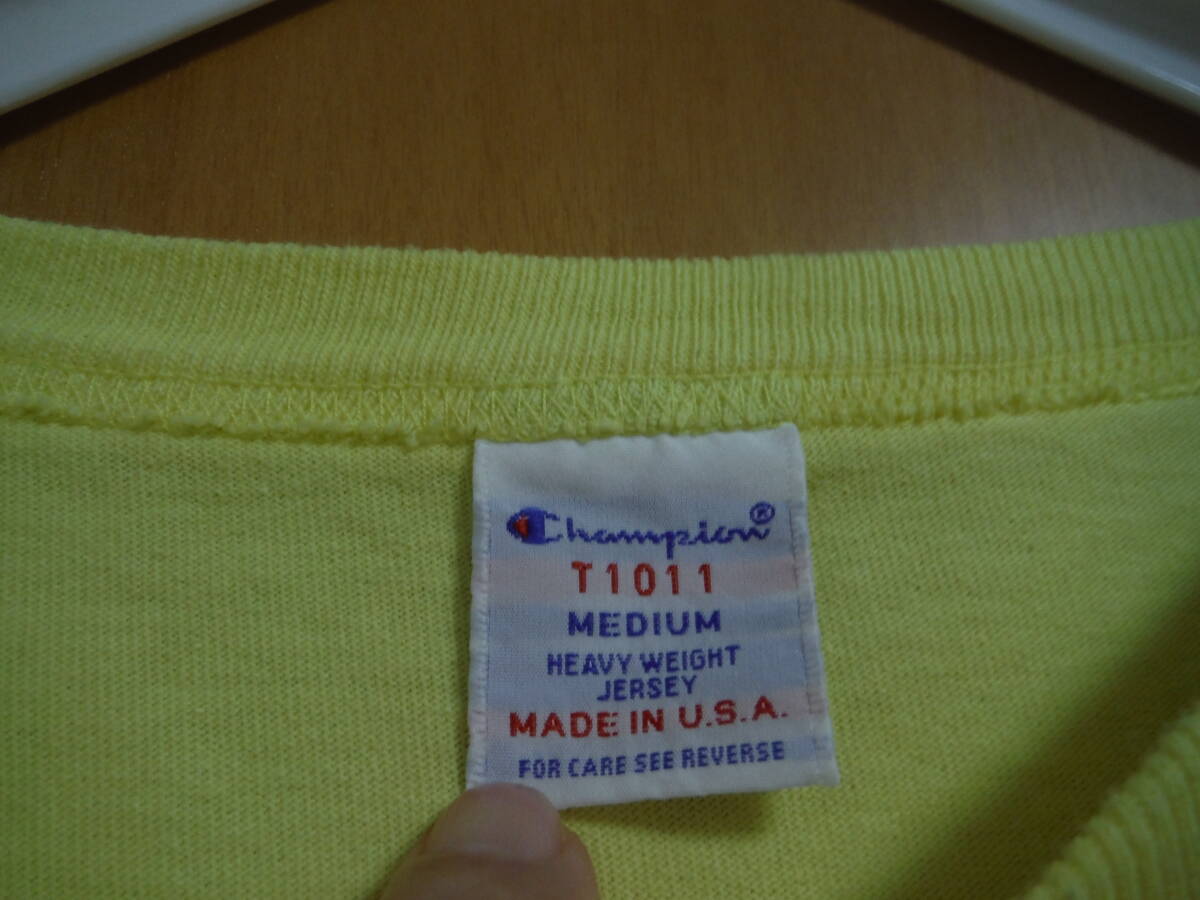 Champion®
T1011
MEDIUM
HEAVY WEIGHT
JERSEY
MADE IN U.S.A.
FOR CARE SEE REVERSE